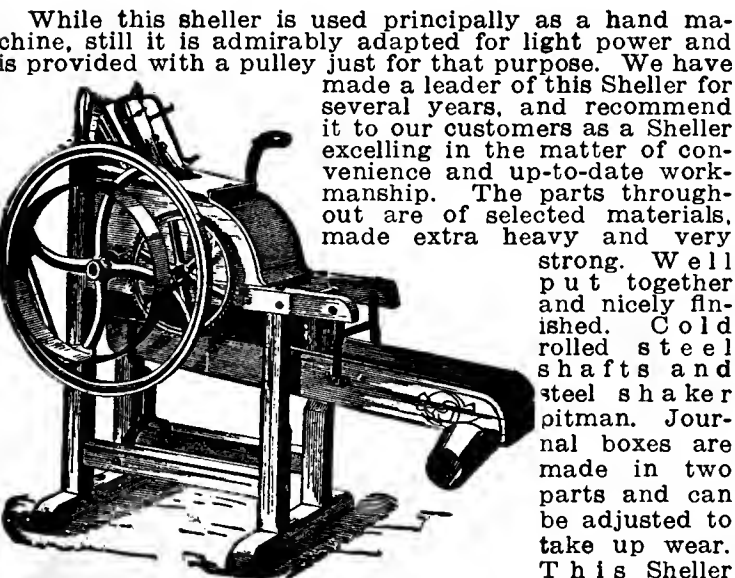 While this sheller is used principally as a hand ma-
chine, still it is admirably adapted for light power and
is provided with a pulley just for that purpose. We have
made a leader of this Sheller for
several years, and recommend
it to our customers as a Sheller
excelling in the matter of con-
venience and up-to-date work-
manship. The parts through-
out are of selected materials,
made extra heavy and very
strong. Well
put together
and nicely fin-
ished. Cold
rolled steel
shafts and
steel shaker
pitman. Jour-
nal boxes are
made in two
parts and can
be adjusted to
take up wear.
This Sheller